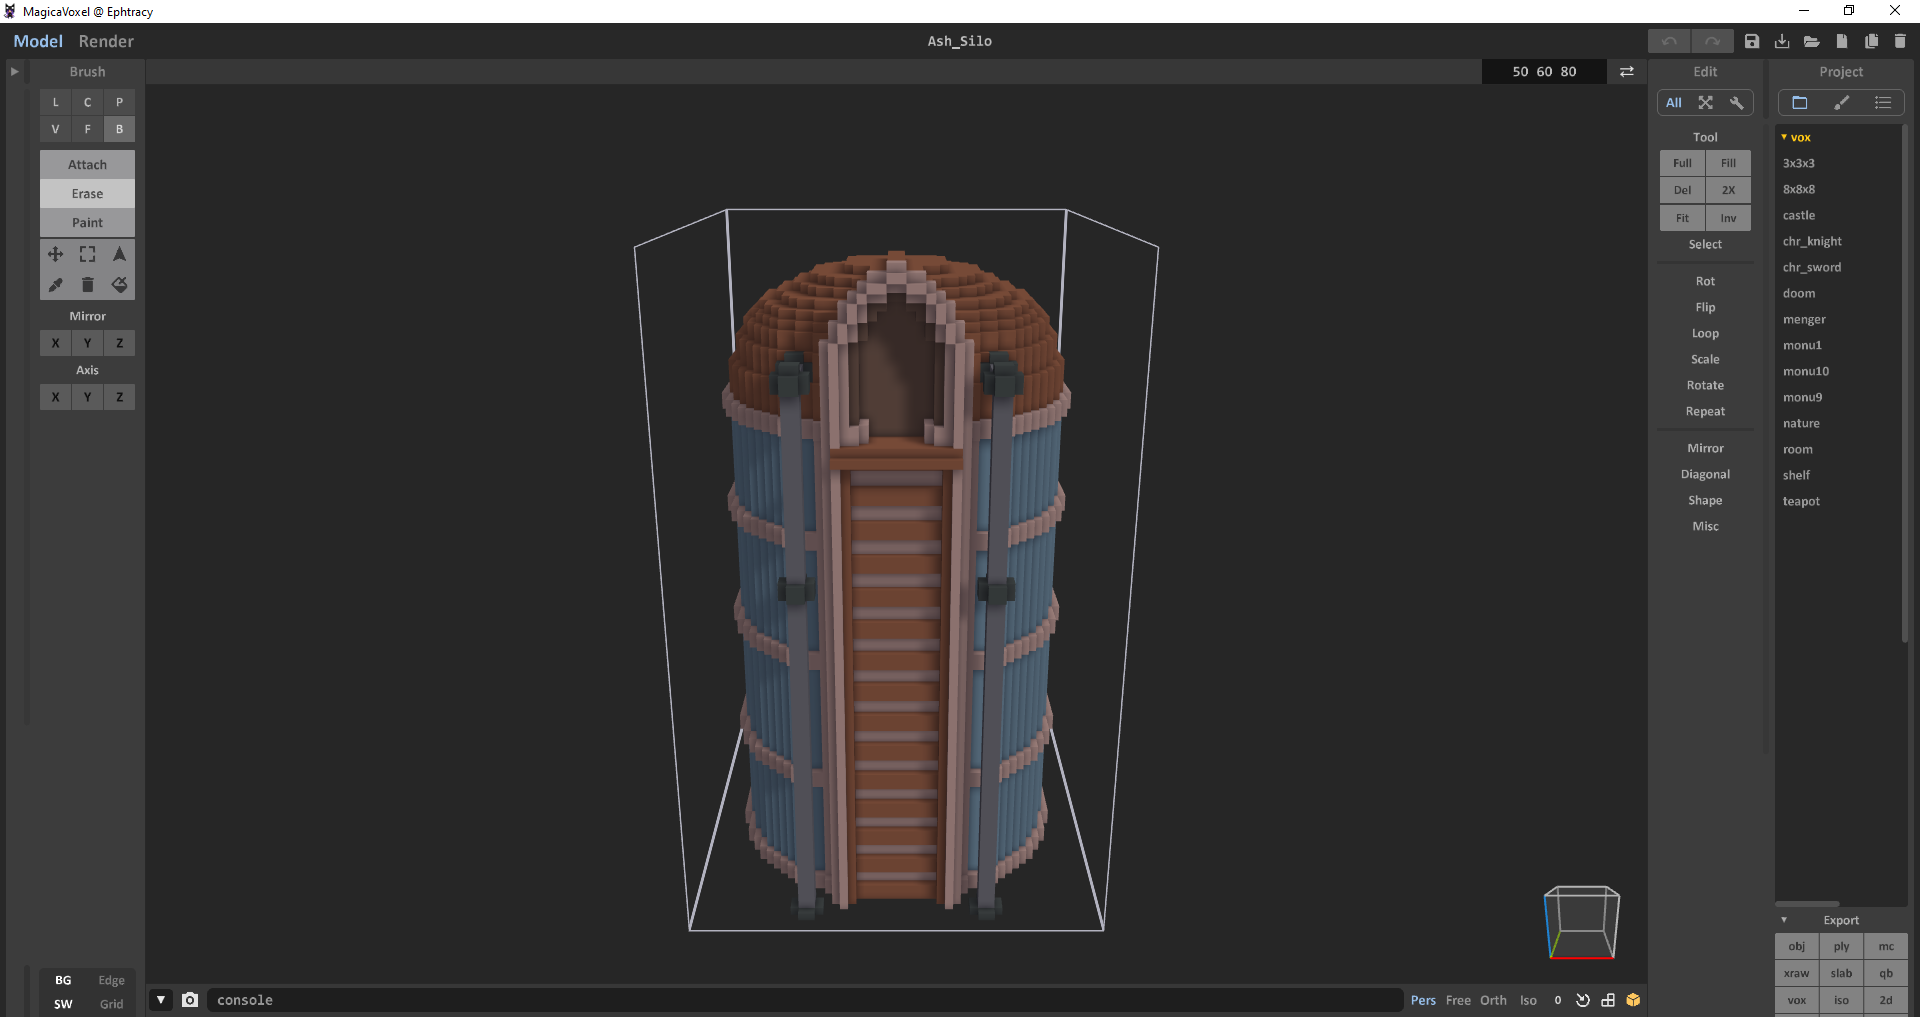 MagicaVoxel @ Ephtracy
Model Render
Ash_Silo
Brush
50 60 80
Edit
Project
L C P
V F B
All
Attach
Erase
Paint
Mirror
X Y Z
Axis
X Y Z
BG Edge
SW Grid
console
Pers Free Orth Iso 0
Tool
Full Fill
Del 2X
Fit Inv
Select
Rot
Flip
Loop
Scale
Rotate
Repeat
Mirror
Diagonal
Shape
Misc
vox
3x3x3
8x8x8
castle
chr_knight
chr_sword
doom
menger
monu1
monu10
monu9
nature
room
shelf
teapot
Export
obj ply mc
xraw slab qb
vox iso 2d